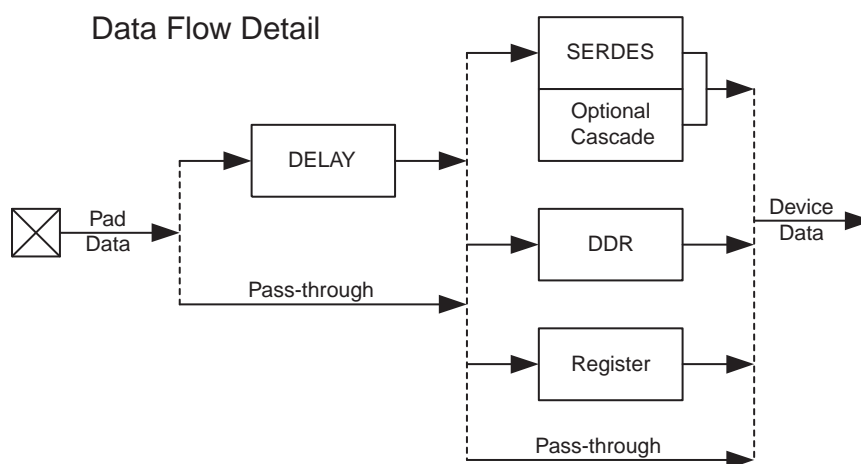 Data Flow Detail
SERDES
Optional
Cascade
DELAY
Pad
Data
DDR
Device
Data
Pass-through
Register
Pass-through